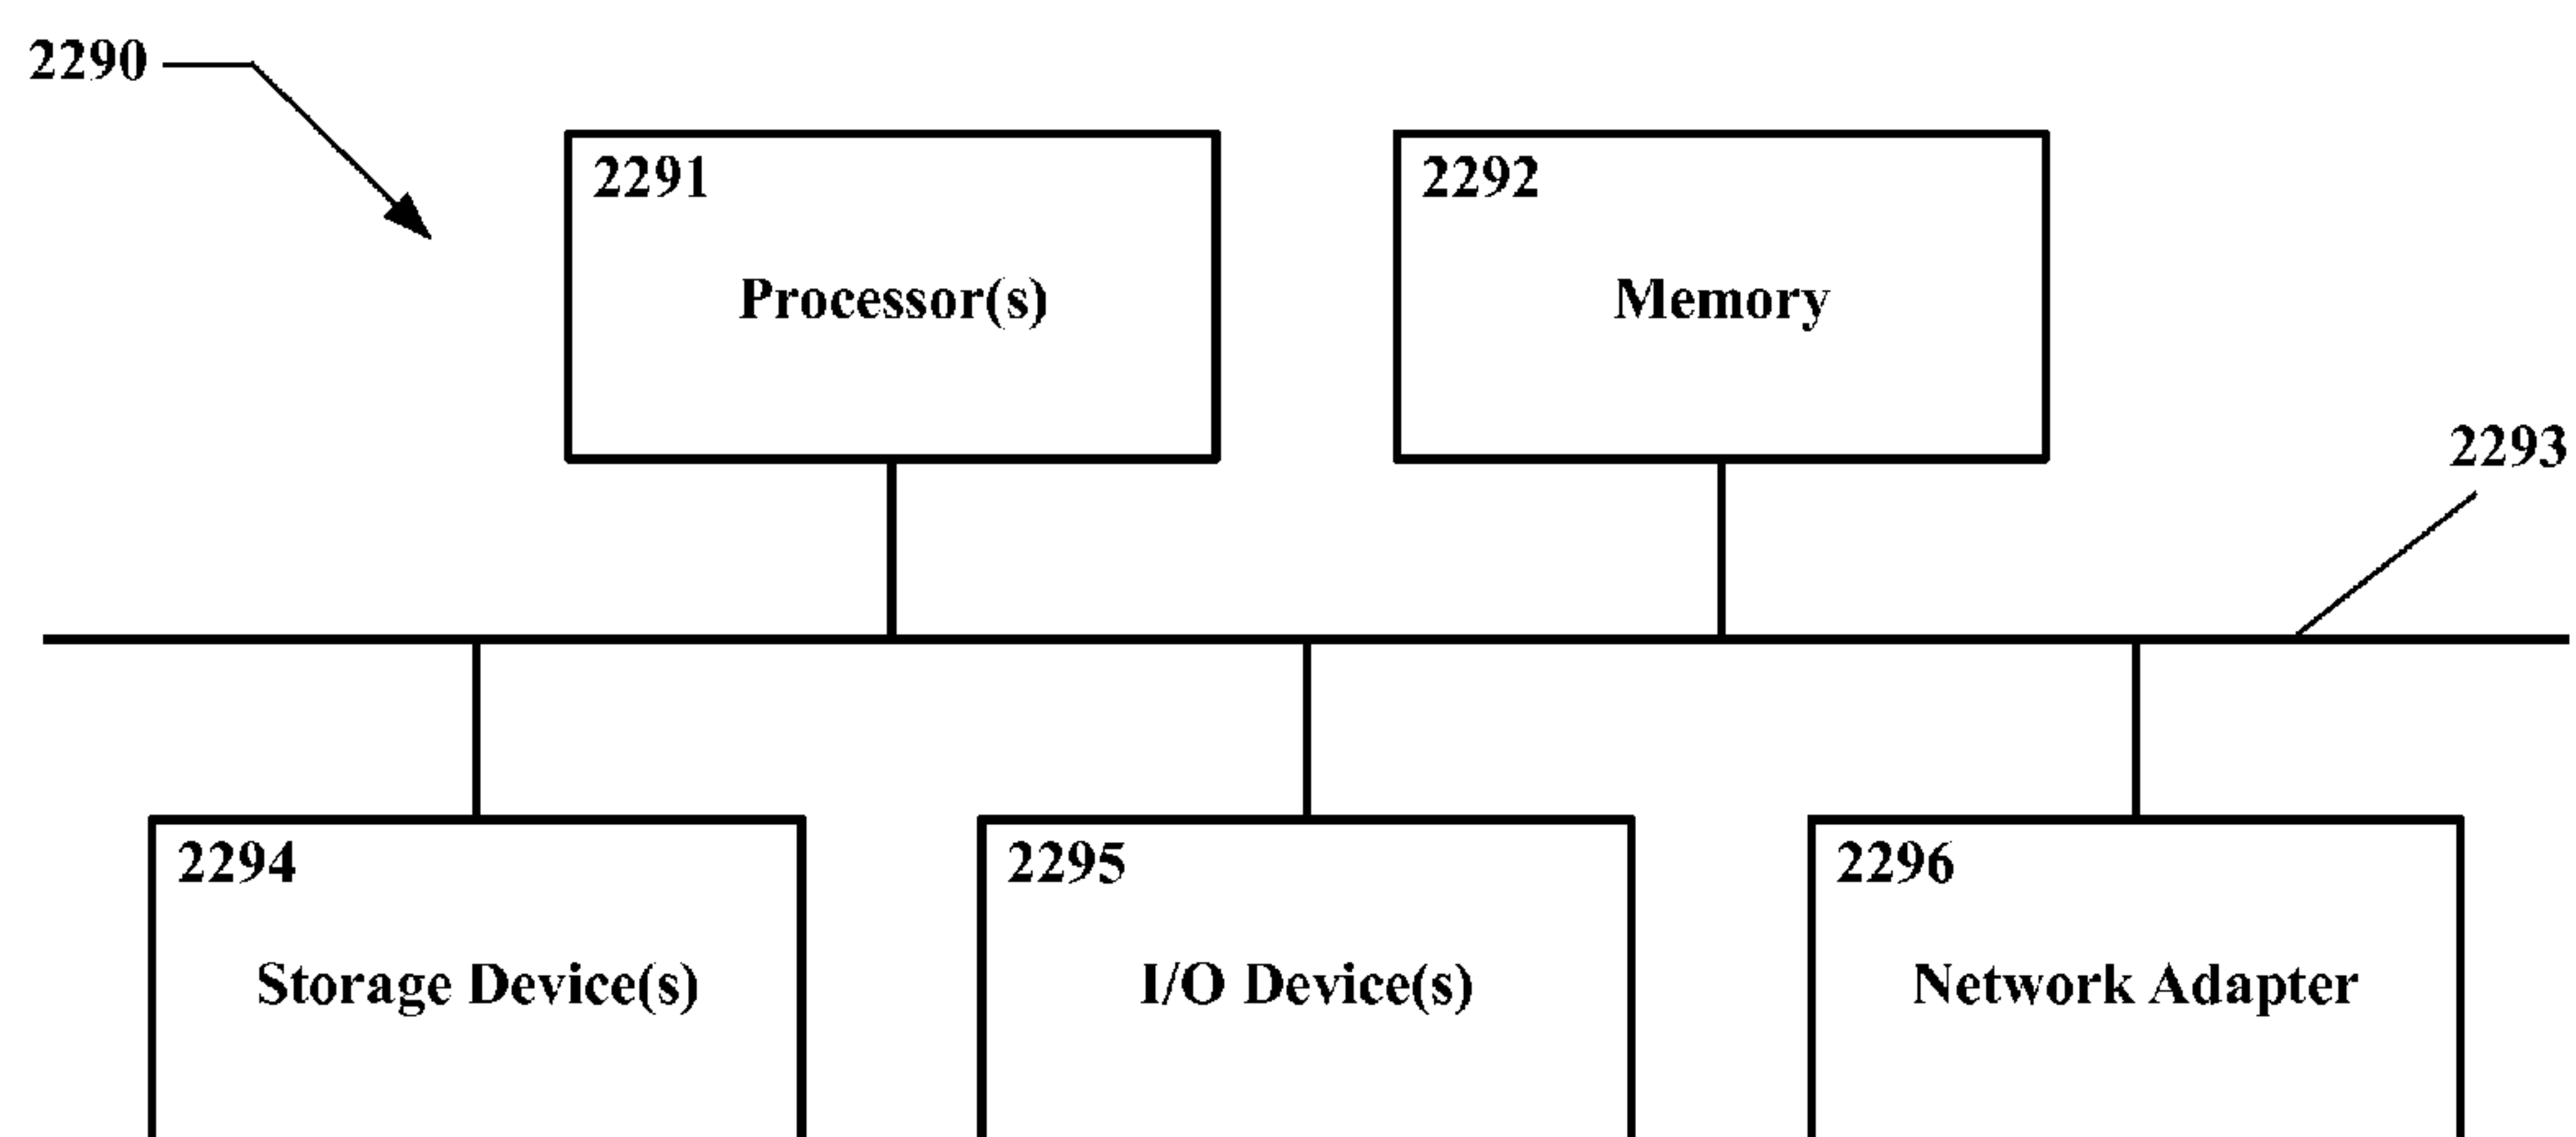 2290
2291
Processor(s)
2292
Memory
2293
2294
Storage Device(s)
2295
I/O Device(s)
2296
Network Adapter